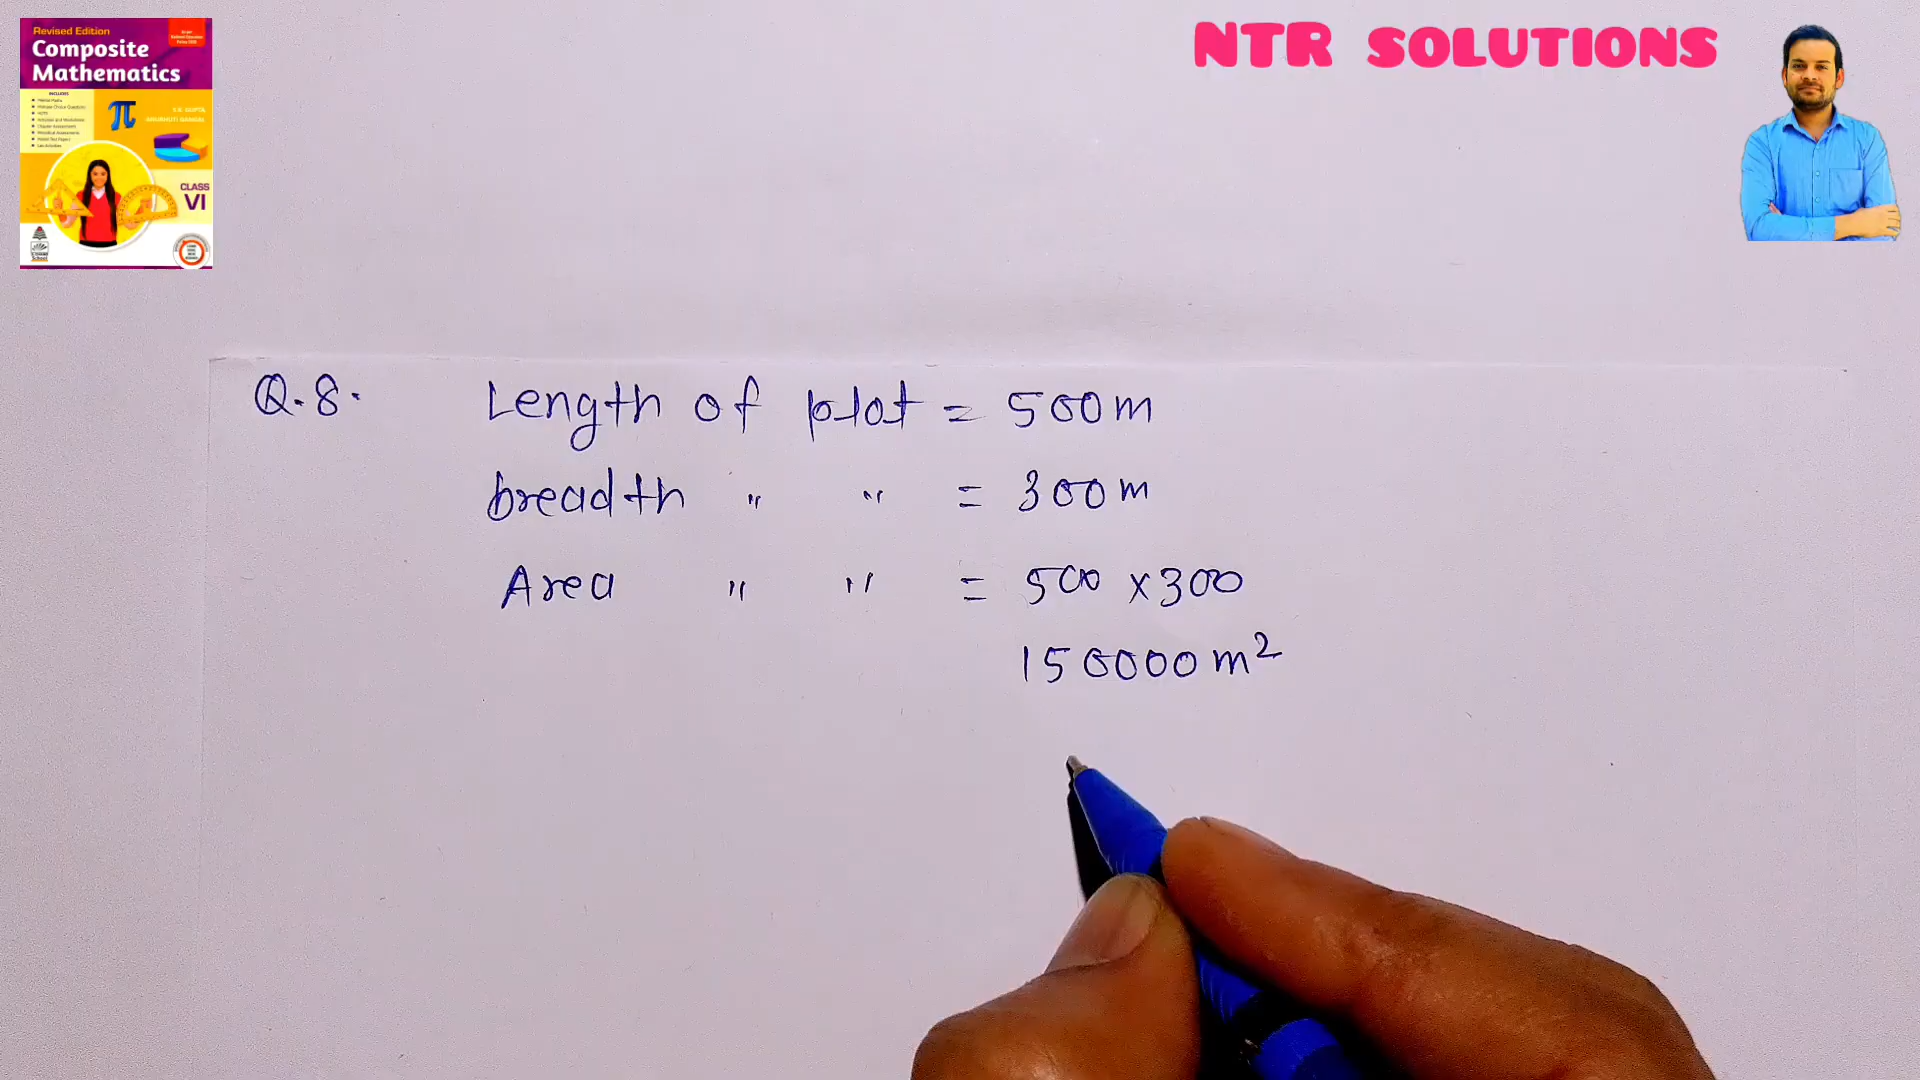 Revised Edition
Composite
Mathematics
INCLUDES
π
CLASS
VI
NTR SOLUTIONS
Q.8. Length of plot = 500m
breadth " " = 300m
Area " " = 500 × 300
150000 m²